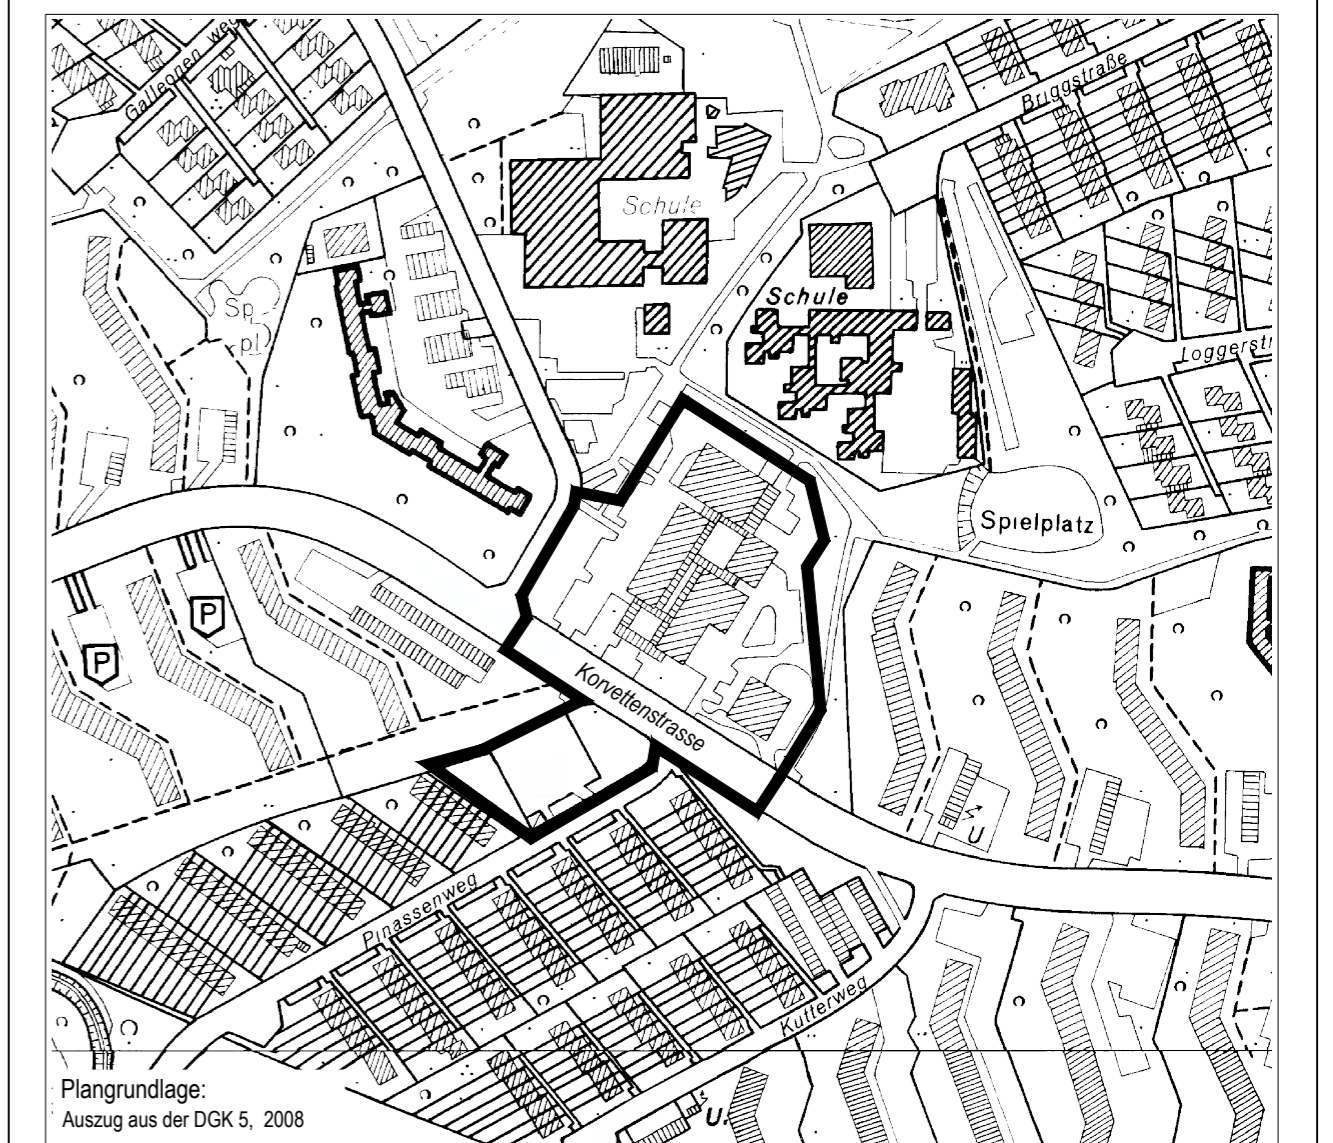 Galleonen weg
Briggstraße
Schule
Schule
Sp
pl
Loggerstr
Spielplatz
P
P
Korvettenstrasse
U
Pinassenweg
Kutterweg
U.
Plangrundlage:
Auszug aus der DGK 5, 2008